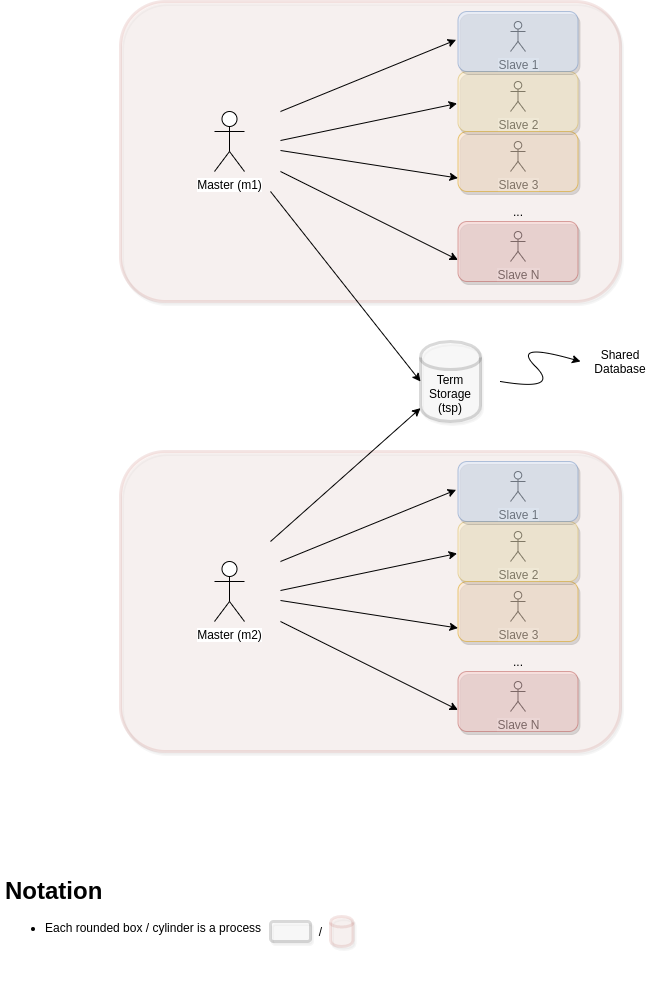 Slave 1
Slave 2
Slave 3
...
Slave N
Master (m1)
Term
Storage
(tsp)
Shared
Database
Slave 1
Slave 2
Slave 3
...
Slave N
Master (m2)
Notation
• Each rounded box / cylinder is a process /